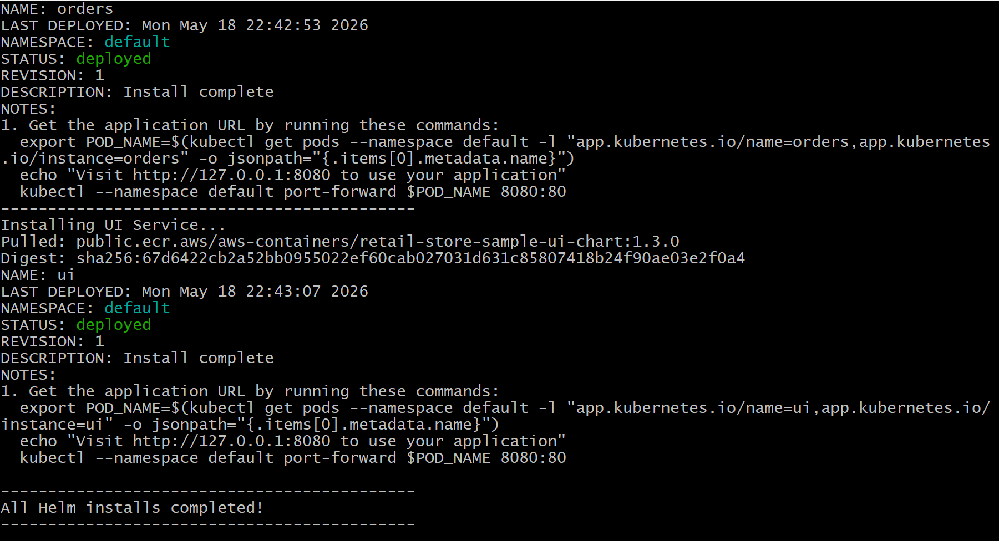 NAME: orders
LAST DEPLOYED: Mon May 18 22:42:53 2026
NAMESPACE: default
STATUS: deployed
REVISION: 1
DESCRIPTION: Install complete
NOTES:
1. Get the application URL by running these commands:
  export POD_NAME=$(kubectl get pods --namespace default -l "app.kubernetes.io/name=orders,app.kubernetes
.io/instance=orders" -o jsonpath="{.items[0].metadata.name}")
  echo "Visit http://127.0.0.1:8080 to use your application"
  kubectl --namespace default port-forward $POD_NAME 8080:80
--------------------------------------------
Installing UI Service...
Pulled: public.ecr.aws/aws-containers/retail-store-sample-ui-chart:1.3.0
Digest: sha256:67d6422cb2a52bb0955022ef60cab027031d631c85807418b24f90ae03e2f0a4
NAME: ui
LAST DEPLOYED: Mon May 18 22:43:07 2026
NAMESPACE: default
STATUS: deployed
REVISION: 1
DESCRIPTION: Install complete
NOTES:
1. Get the application URL by running these commands:
  export POD_NAME=$(kubectl get pods --namespace default -l "app.kubernetes.io/name=ui,app.kubernetes.io/
instance=ui" -o jsonpath="{.items[0].metadata.name}")
  echo "Visit http://127.0.0.1:8080 to use your application"
  kubectl --namespace default port-forward $POD_NAME 8080:80

--------------------------------------------
All Helm installs completed!
--------------------------------------------